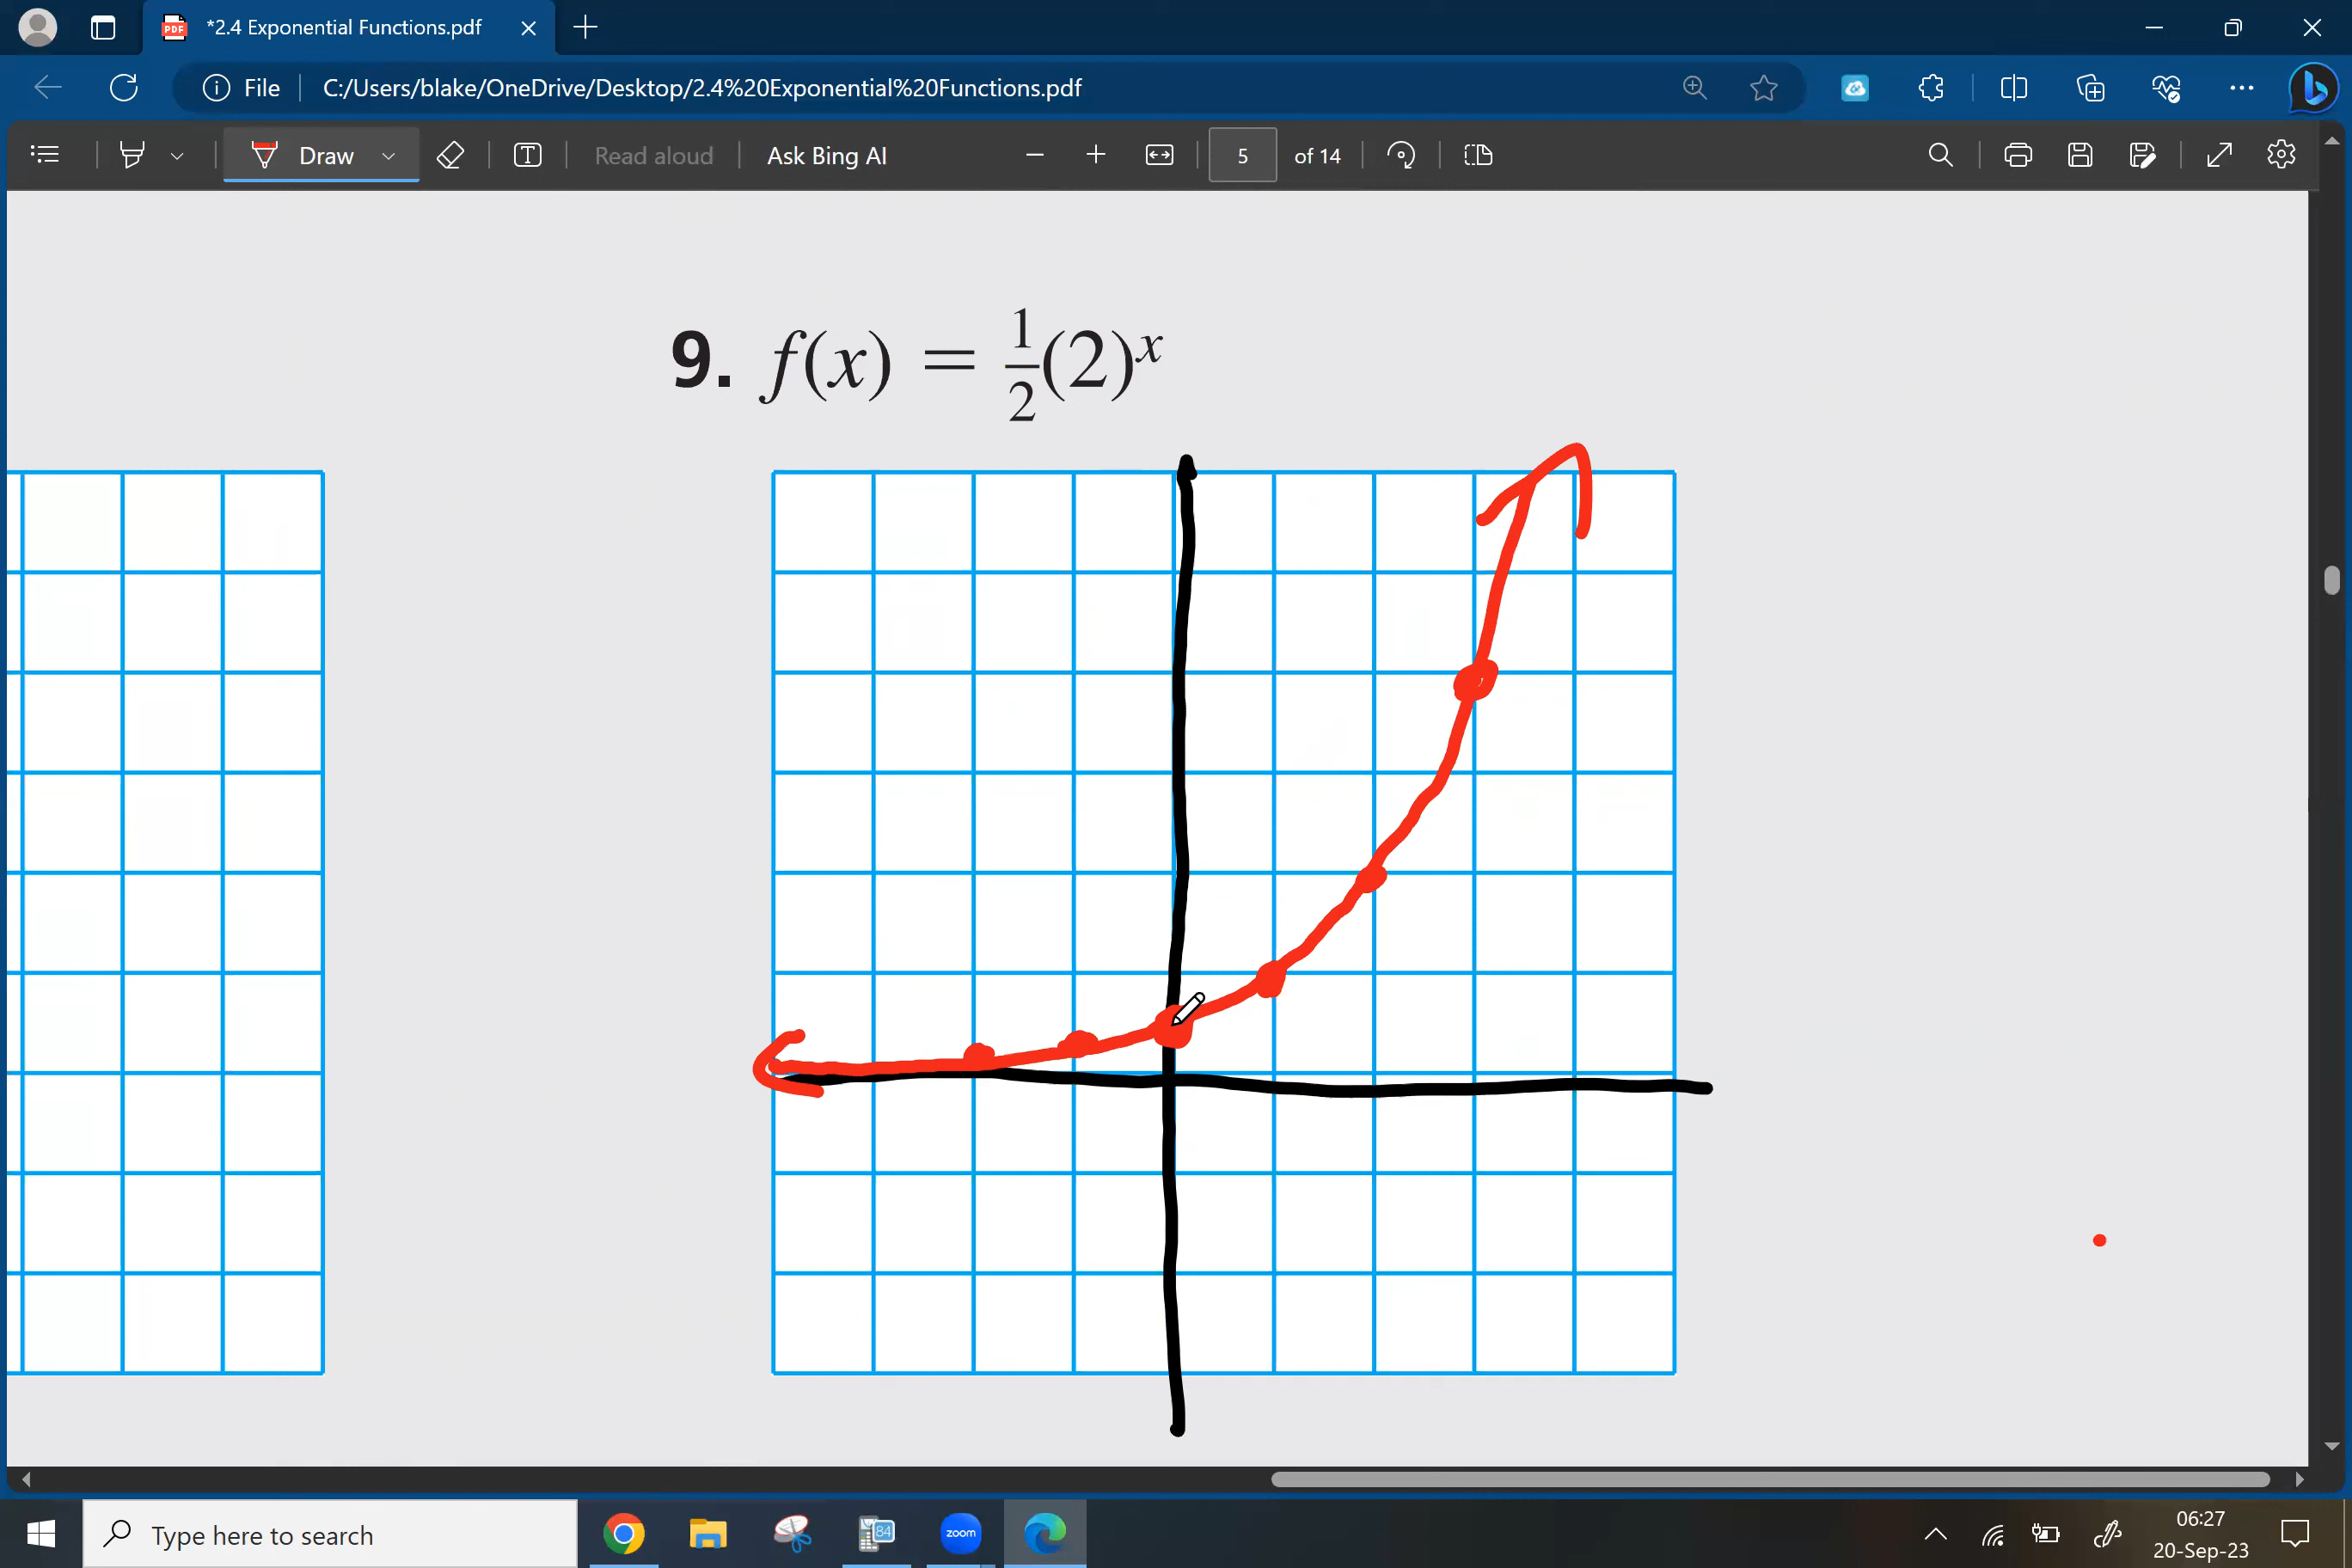 *2.4 Exponential Functions.pdf
File
C:/Users/blake/OneDrive/Desktop/2.4%20Exponential%20Functions.pdf
Draw
Read aloud
Ask Bing AI
5 of 14
9. f(x) = 1/2(2)^x
Type here to search
84
zoom
06:27
20-Sep-23